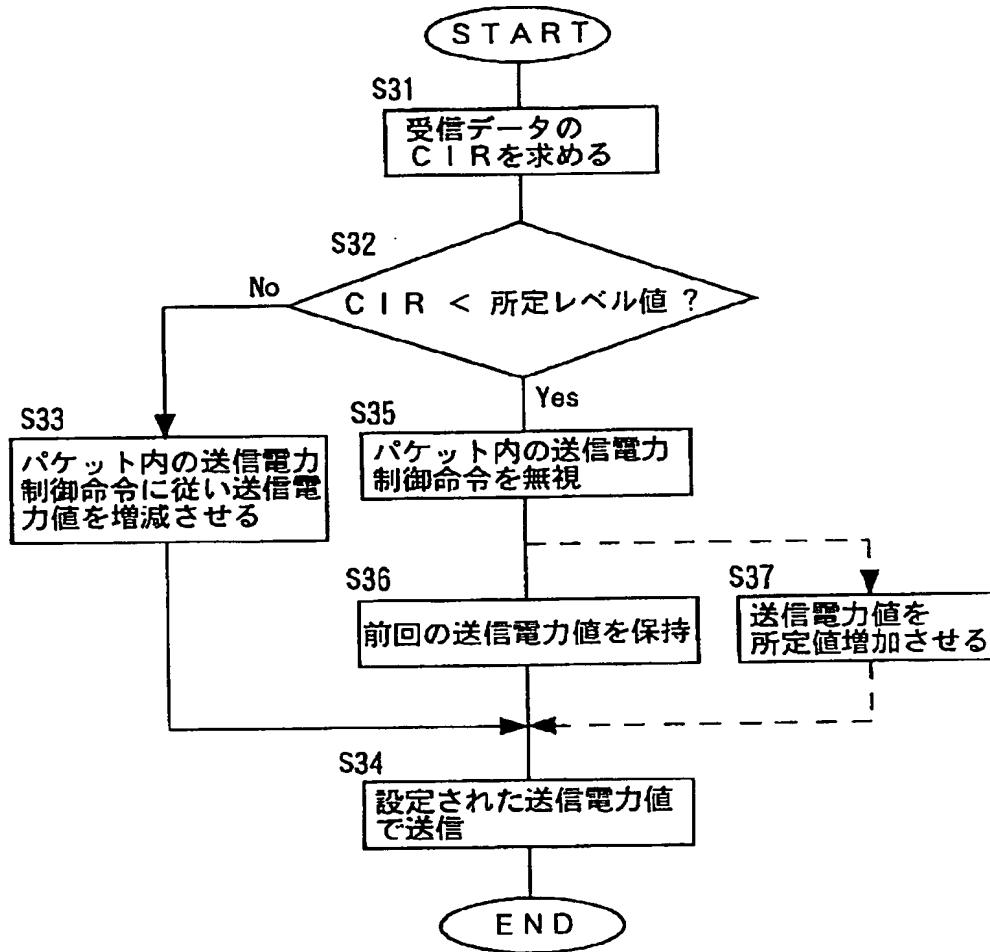 START
S31
受信データの
CIRを求める
S32
CIR < 所定レベル値 ?
No
Yes
S33
パケット内の送信電力
制御命令に従い送信電
力値を増減させる
S35
パケット内の送信電力
制御命令を無視
S36
前回の送信電力値を保持
S37
送信電力値を
所定値増加させる
S34
設定された送信電力値
で送信
END